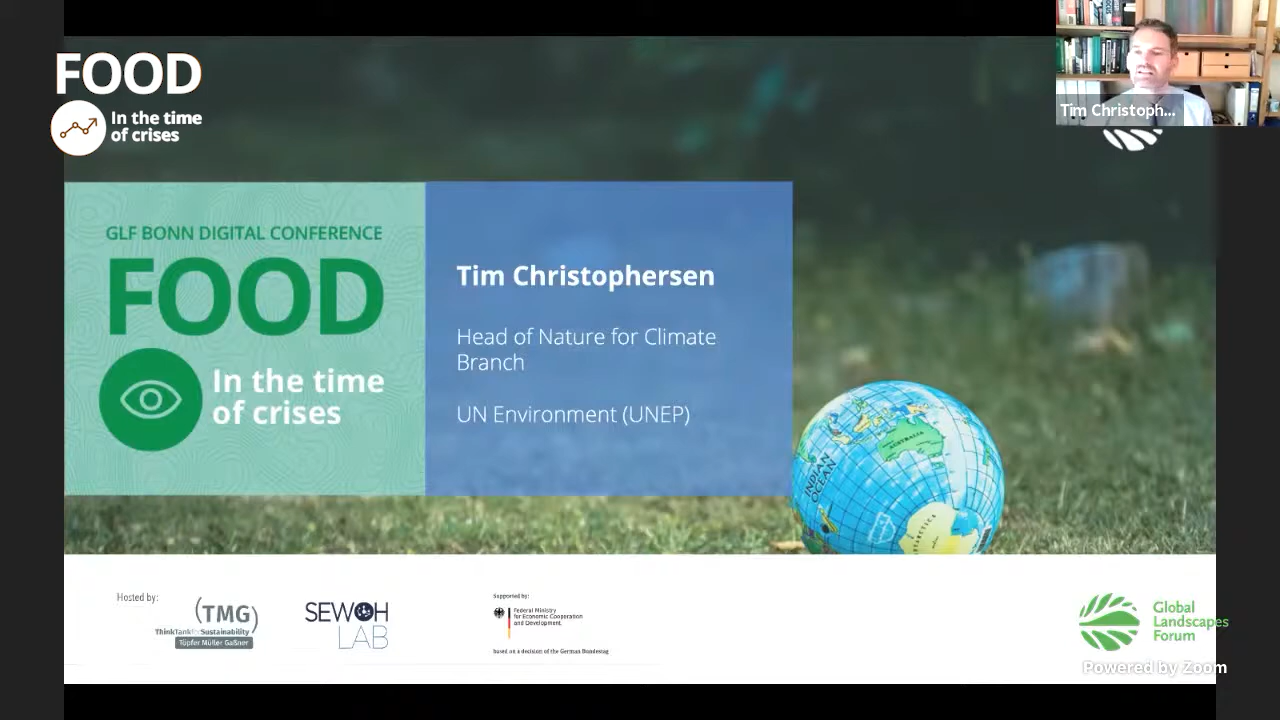 FOOD
In the time
of crises
Tim Christoph...
GLF BONN DIGITAL CONFERENCE
FOOD
In the time
of crises
Tim Christophersen
Head of Nature for Climate
Branch
UN Environment (UNEP)
AUSTRALIA
INDIAN
OCEAN
ANTARCTICA
Hosted by:
(TMG)
ThinkTank for Sustainability
Töpfer Müller Gaßner
SEWOH
LAB
Supported by:
Federal Ministry
for Economic Cooperation
and Development
based on a decision of the German Bundestag
Global
Landscapes
Forum
Powered by Zoom